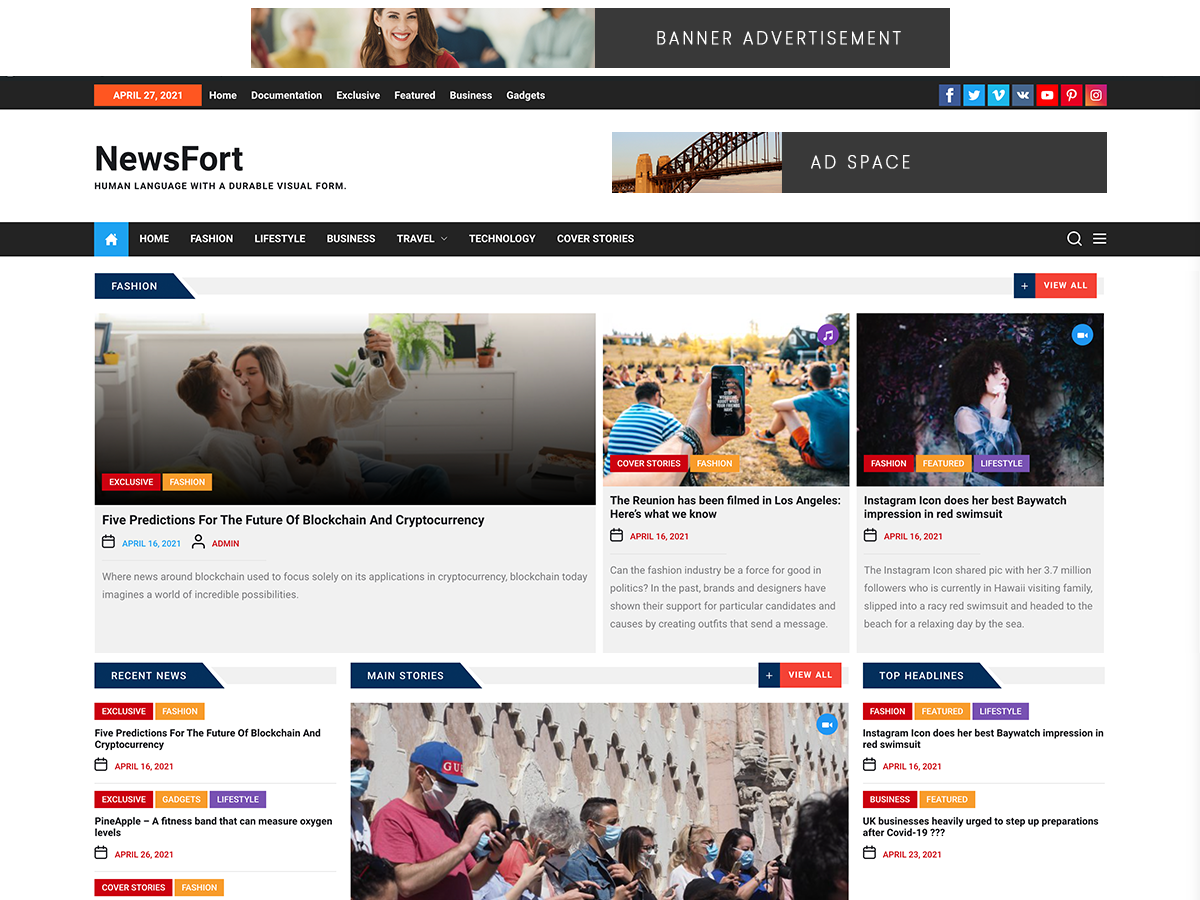 BANNER ADVERTISEMENT
APRIL 27, 2021
Home
Documentation
Exclusive
Featured
Business
Gadgets
NewsFort
HUMAN LANGUAGE WITH A DURABLE VISUAL FORM.
AD SPACE
HOME
FASHION
LIFESTYLE
BUSINESS
TRAVEL
TECHNOLOGY
COVER STORIES
FASHION
+ VIEW ALL
EXCLUSIVE
FASHION
Five Predictions For The Future Of Blockchain And Cryptocurrency
APRIL 16, 2021
ADMIN
Where news around blockchain used to focus solely on its applications in cryptocurrency, blockchain today
imagines a world of incredible possibilities.
COVER STORIES
FASHION
The Reunion has been filmed in Los Angeles:
Here’s what we know
APRIL 16, 2021
Can the fashion industry be a force for good in
politics? In the past, brands and designers have
shown their support for particular candidates and
causes by creating outfits that send a message.
FASHION
FEATURED
LIFESTYLE
Instagram Icon does her best Baywatch
impression in red swimsuit
APRIL 16, 2021
The Instagram Icon shared pic with her 3.7 million
followers who is currently in Hawaii visiting family,
slipped into a racy red swimsuit and headed to the
beach for a relaxing day by the sea.
RECENT NEWS
EXCLUSIVE
FASHION
Five Predictions For The Future Of Blockchain And
Cryptocurrency
APRIL 16, 2021
EXCLUSIVE
GADGETS
LIFESTYLE
PineApple – A fitness band that can measure oxygen
levels
APRIL 26, 2021
COVER STORIES
FASHION
MAIN STORIES
+ VIEW ALL
TOP HEADLINES
FASHION
FEATURED
LIFESTYLE
Instagram Icon does her best Baywatch impression in
red swimsuit
APRIL 16, 2021
BUSINESS
FEATURED
UK businesses heavily urged to step up preparations
after Covid-19 ???
APRIL 23, 2021